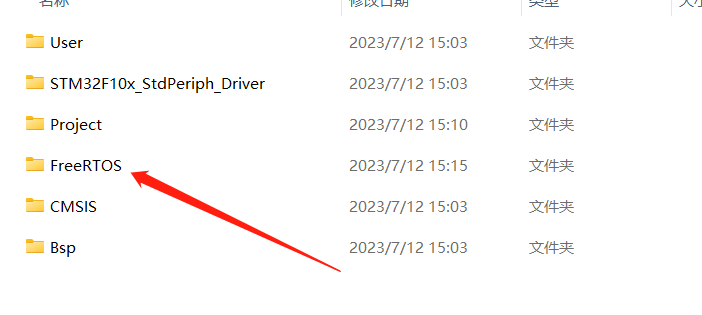 名称 修改日期 类型 大小
User 2023/7/12 15:03 文件夹
STM32F10x_StdPeriph_Driver 2023/7/12 15:03 文件夹
Project 2023/7/12 15:10 文件夹
FreeRTOS 2023/7/12 15:15 文件夹
CMSIS 2023/7/12 15:03 文件夹
Bsp 2023/7/12 15:03 文件夹